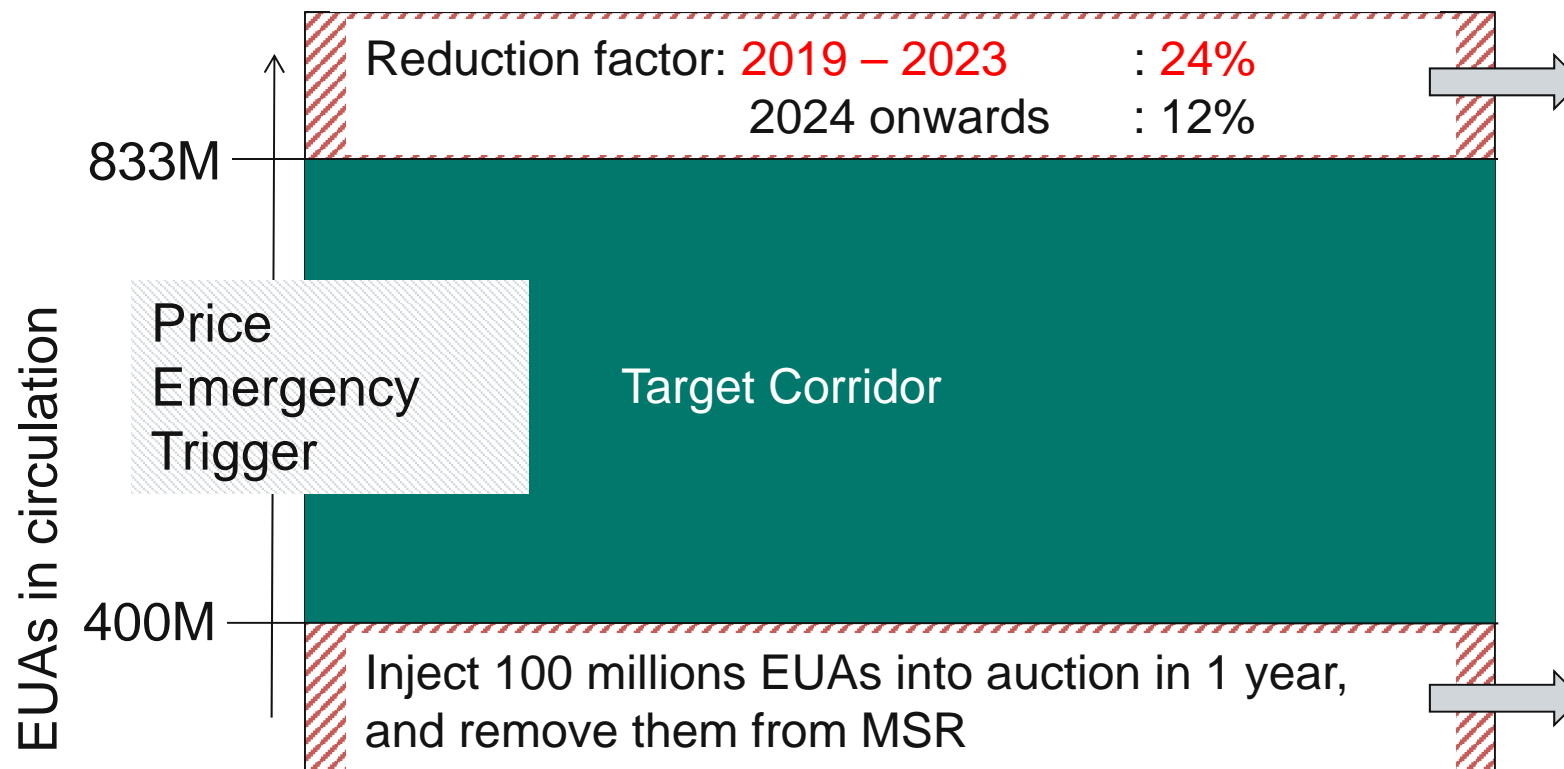 Reduction factor: 2019 – 2023 : 24%
2024 onwards : 12%
833M
Price
Emergency
Trigger
Target Corridor
EUAs in circulation
400M
Inject 100 millions EUAs into auction in 1 year,
and remove them from MSR